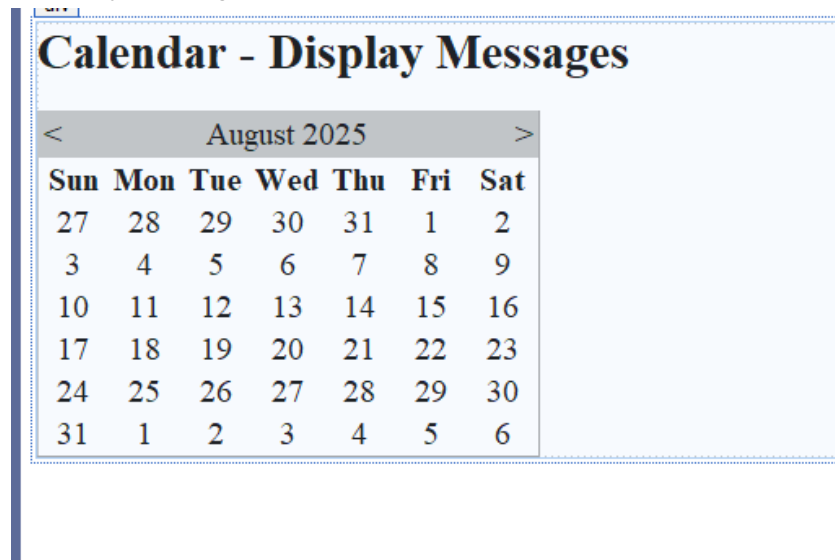 Calendar - Display Messages
< August 2025 >
Sun Mon Tue Wed Thu Fri Sat
27 28 29 30 31 1 2
3 4 5 6 7 8 9
10 11 12 13 14 15 16
17 18 19 20 21 22 23
24 25 26 27 28 29 30
31 1 2 3 4 5 6